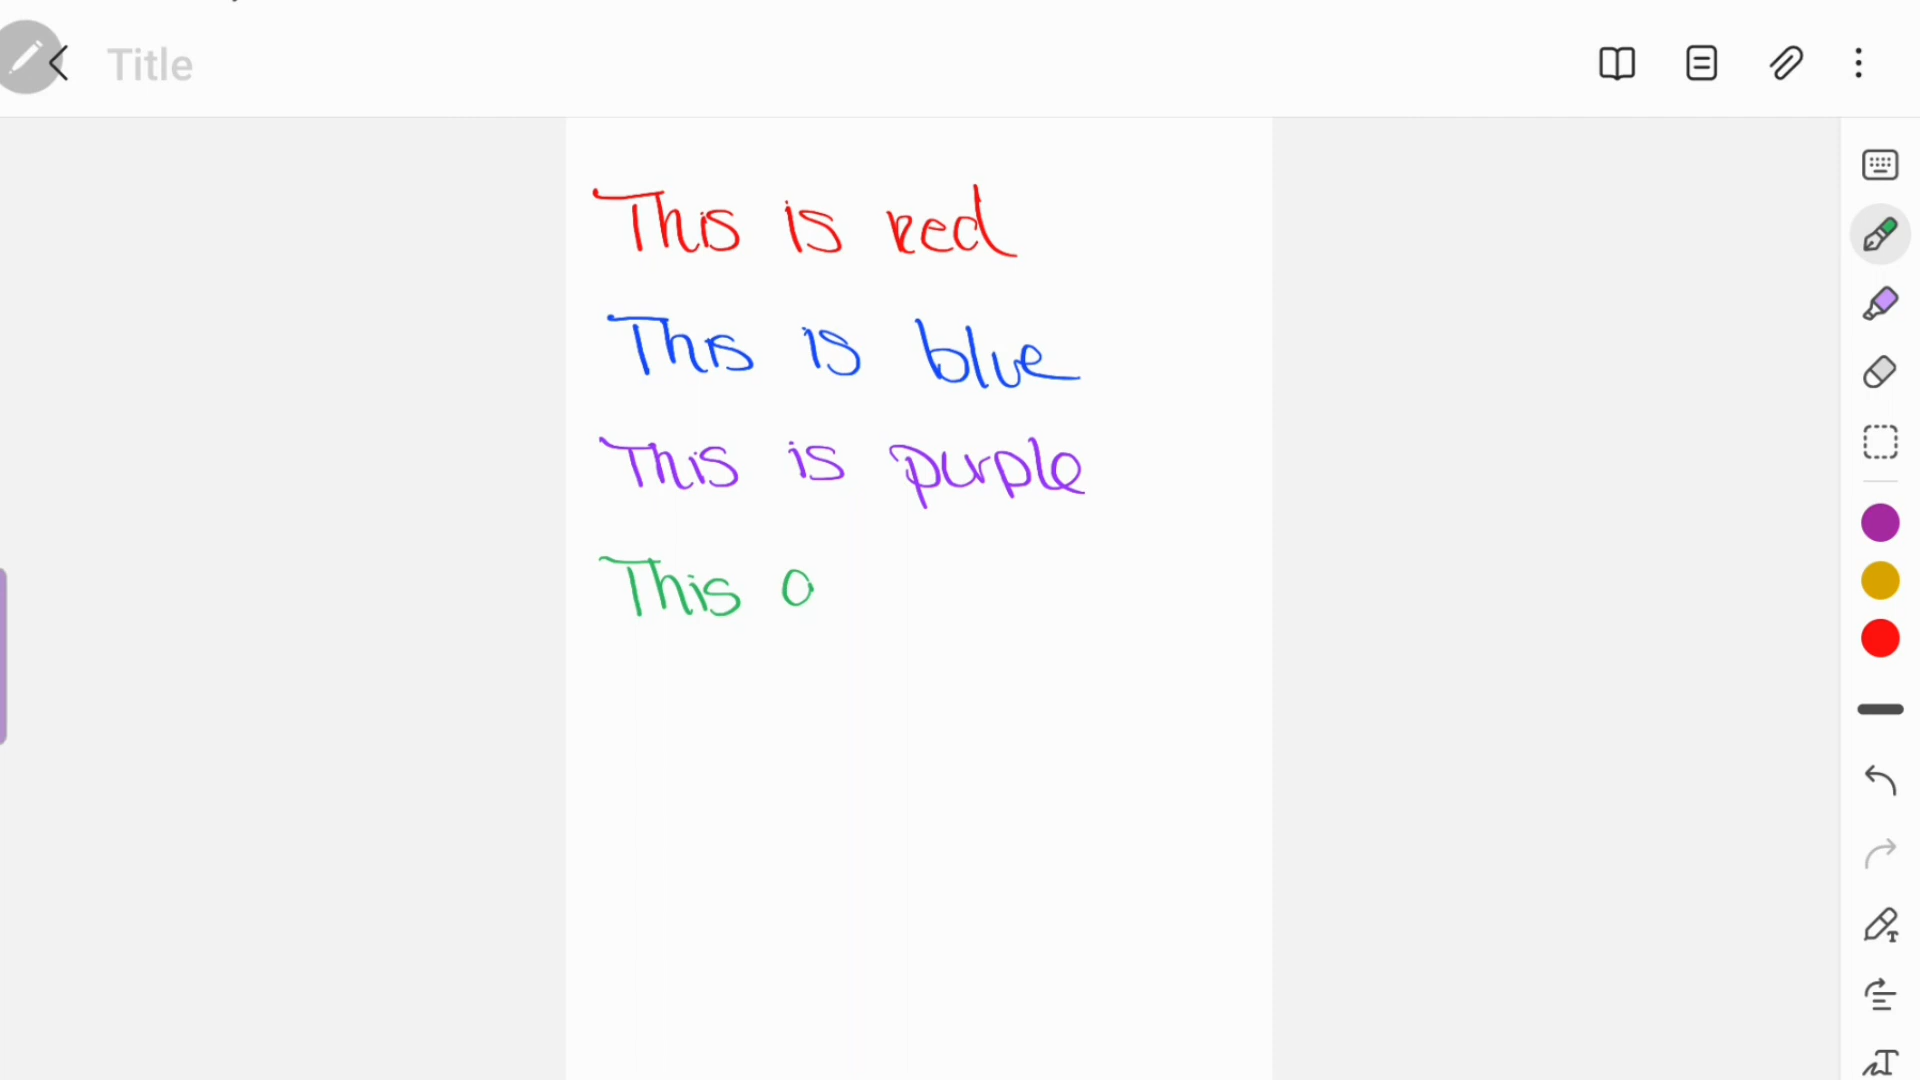 Title
This is red
This is blue
This is purple
This o